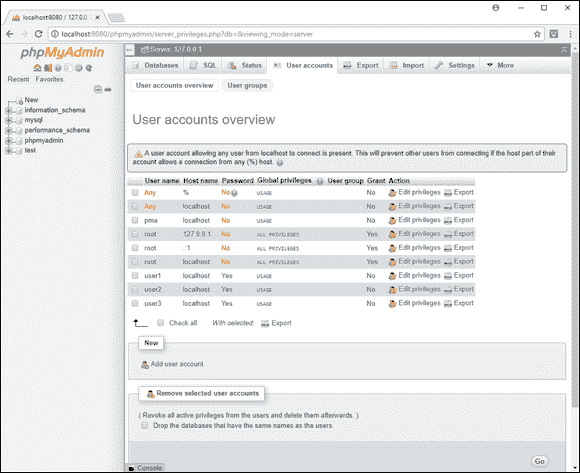 localhost:8080 / 127.0.0.1
localhost:8080/phpmyadmin/server_privileges.php?db=&viewing_mode=server
phpMyAdmin
Server: 127.0.0.1
Databases SQL Status User accounts Export Import Settings More
Recent Favorites
New
information_schema
mysql
performance_schema
phpmyadmin
test
User accounts overview User groups
User accounts overview
A user account allowing any user from localhost to connect is present. This will prevent other users from connecting if the host part of their
account allows a connection from any (%) host.
User name Host name Password Global privileges User group Grant Action
Any % No USAGE No Edit privileges Export
Any localhost No USAGE No Edit privileges Export
pma localhost No USAGE No Edit privileges Export
root 127.0.0.1 No ALL PRIVILEGES Yes Edit privileges Export
root ::1 No ALL PRIVILEGES Yes Edit privileges Export
root localhost No ALL PRIVILEGES Yes Edit privileges Export
user1 localhost Yes USAGE No Edit privileges Export
user2 localhost Yes USAGE No Edit privileges Export
user3 localhost Yes USAGE No Edit privileges Export
Check all With selected: Export
New
Add user account
Remove selected user accounts
( Revoke all active privileges from the users and delete them afterwards. )
Drop the databases that have the same names as the users.
Go
Console